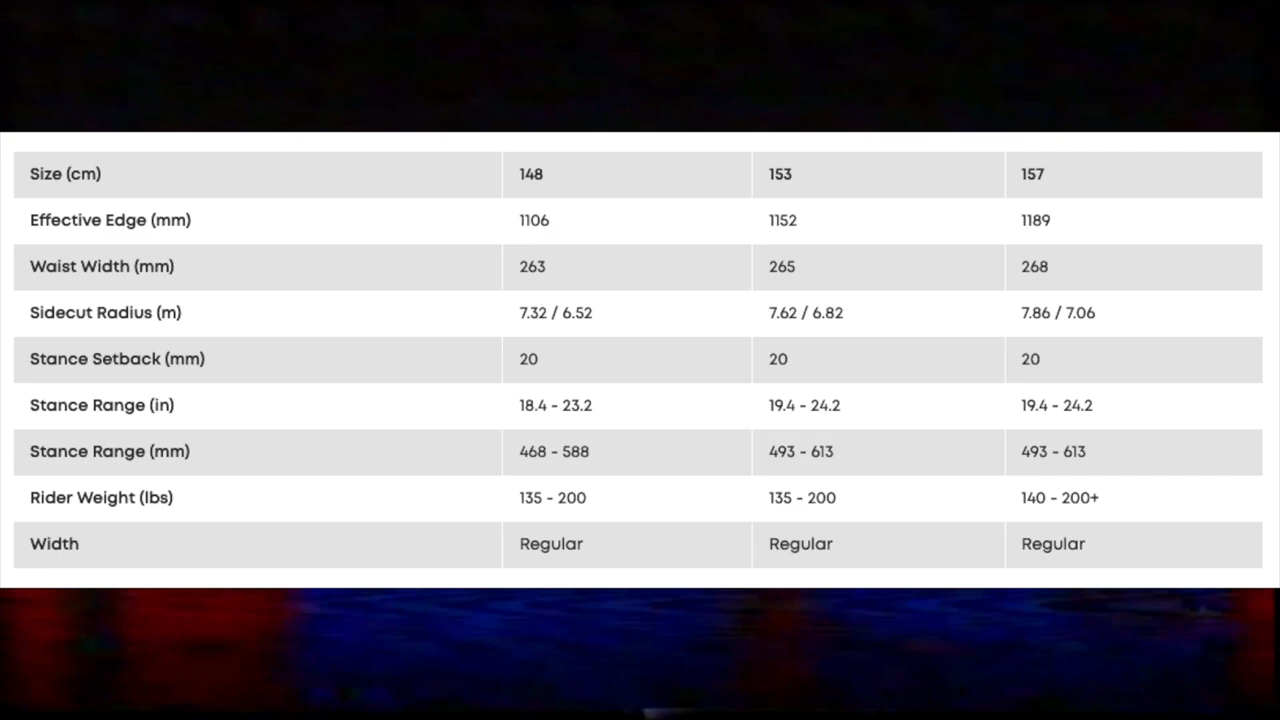 Size (cm) 148 153 157
Effective Edge (mm) 1106 1152 1189
Waist Width (mm) 263 265 268
Sidecut Radius (m) 7.32 / 6.52 7.62 / 6.82 7.86 / 7.06
Stance Setback (mm) 20 20 20
Stance Range (in) 18.4 - 23.2 19.4 - 24.2 19.4 - 24.2
Stance Range (mm) 468 - 588 493 - 613 493 - 613
Rider Weight (lbs) 135 - 200 135 - 200 140 - 200+
Width Regular Regular Regular